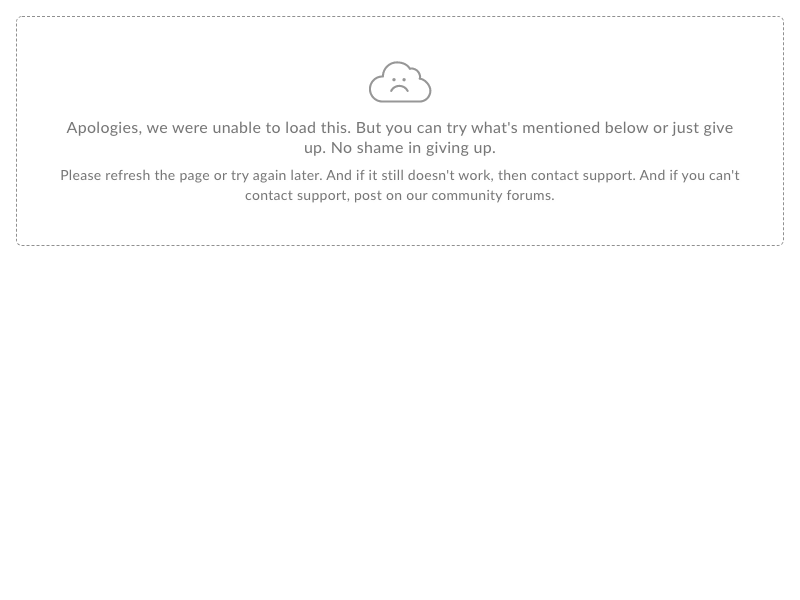 Apologies, we were unable to load this. But you can try what's mentioned below or just give
up. No shame in giving up.
Please refresh the page or try again later. And if it still doesn't work, then contact support. And if you can't
contact support, post on our community forums.